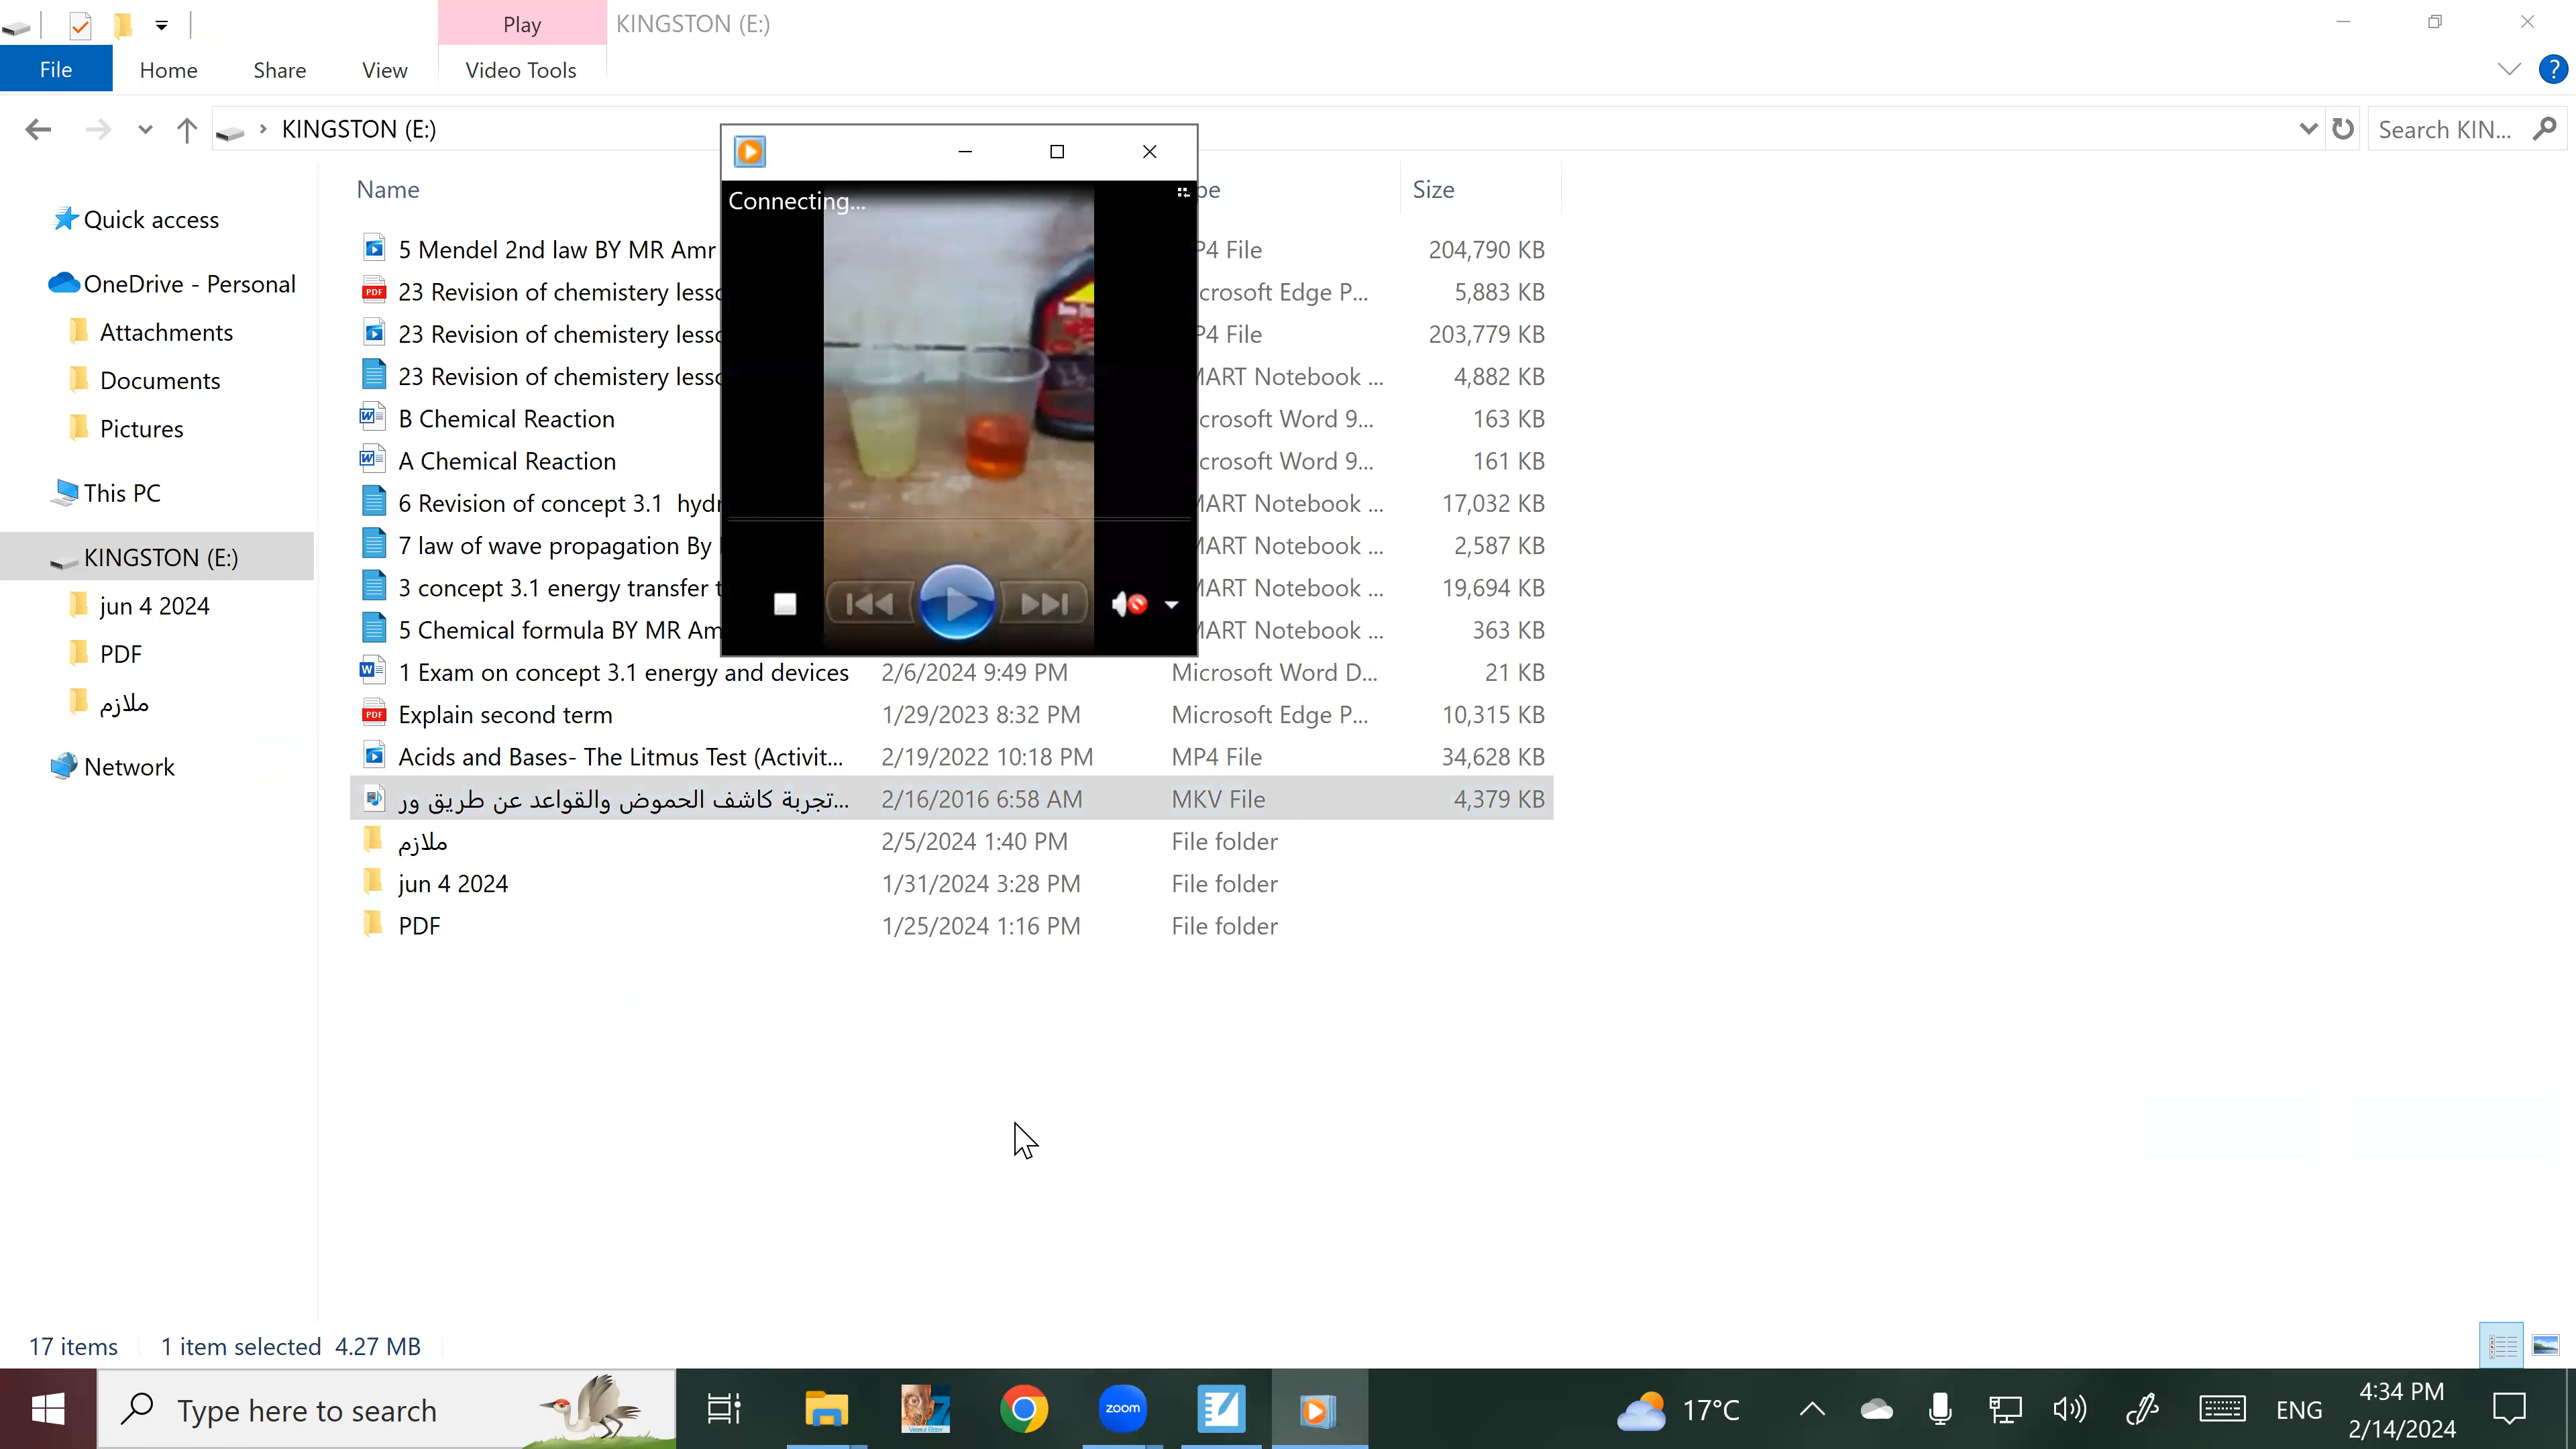 Play
KINGSTON (E:)
File
Home
Share
View
Video Tools
KINGSTON (E:)
Search KIN...
Name
Size
Quick access
OneDrive - Personal
Attachments
Documents
Pictures
This PC
KINGSTON (E:)
jun 4 2024
PDF
ملازم
Network
Connecting...
5 Mendel 2nd law BY MR Amr
P4 File
204,790 KB
23 Revision of chemistery
5,883 KB
23 Revision of chemistery
P4 File
203,779 KB
23 Revision of chemistery
MART Notebook ...
4,882 KB
B Chemical Reaction
crosoft Word 9...
163 KB
A Chemical Reaction
crosoft Word 9...
161 KB
6 Revision of concept 3.1
MART Notebook ...
17,032 KB
7 law of wave propagation By
MART Notebook ...
2,587 KB
3 concept 3.1 energy transfer
MART Notebook ...
19,694 KB
5 Chemical formula BY MR
MART Notebook ...
363 KB
1 Exam on concept 3.1 energy and devices 2/6/2024 9:49 PM Microsoft Word D... 21 KB
Explain second term 1/29/2023 8:32 PM Microsoft Edge P... 10,315 KB
Acids and Bases- The Litmus Test (Activit... 2/19/2022 10:18 PM MP4 File 34,628 KB
تجربة كاشف الحموض والقواعد عن طريق ور... 2/16/2016 6:58 AM MKV File 4,379 KB
ملازم 2/5/2024 1:40 PM File folder
jun 4 2024 1/31/2024 3:28 PM File folder
PDF 1/25/2024 1:16 PM File folder
17 items
1 item selected 4.27 MB
Type here to search
zoom
17°C
ENG
4:34 PM
2/14/2024